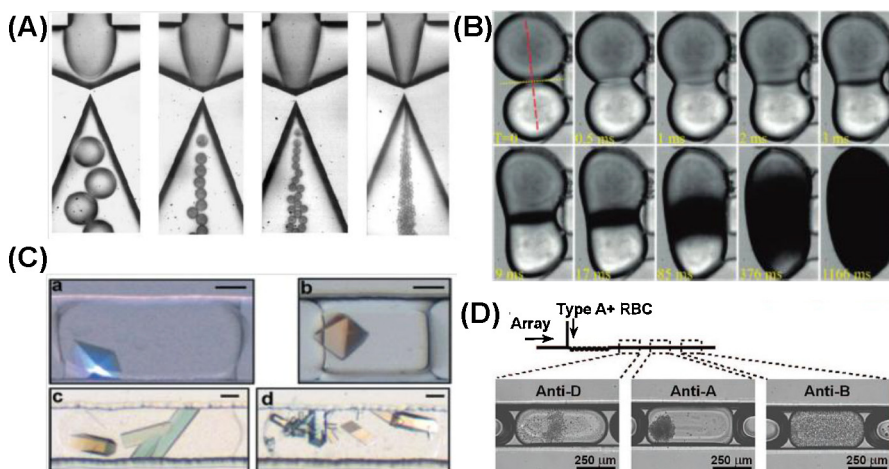 (A)
(B)
T=0
0.5 ms
1 ms
2 ms
3 ms
9 ms
17 ms
85 ms
376 ms
1166 ms
(C)
a
b
c
d
(D)
Type A+ RBC
Array
Anti-D
Anti-A
Anti-B
250 μm
250 μm
250 μm